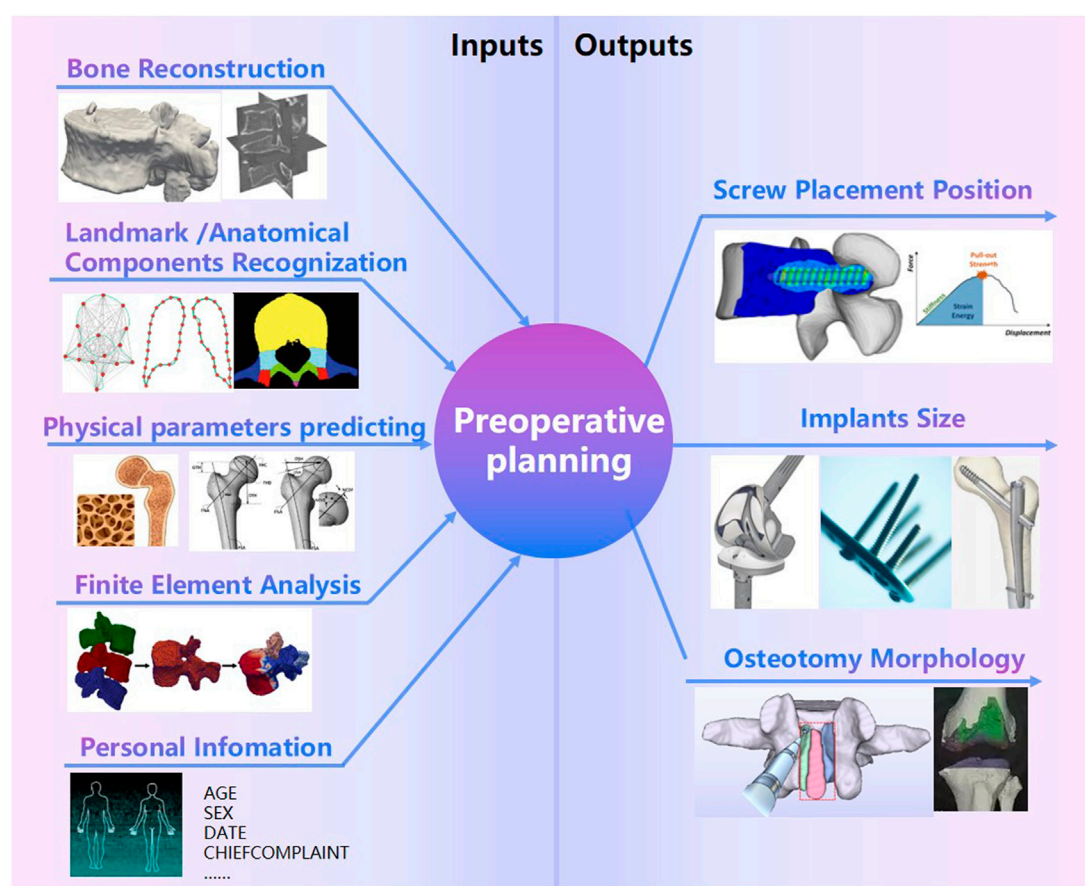 Inputs
Outputs
Bone Reconstruction
Landmark /Anatomical
Components Recognization
Physical parameters predicting
Finite Element Analysis
Personal Infomation
AGE
SEX
DATE
CHIEFCOMPLAINT
......
Preoperative
planning
Screw Placement Position
Force
Pull-out
Strength
Stiffness
Strain
Energy
Displacement
Implants Size
Osteotomy Morphology